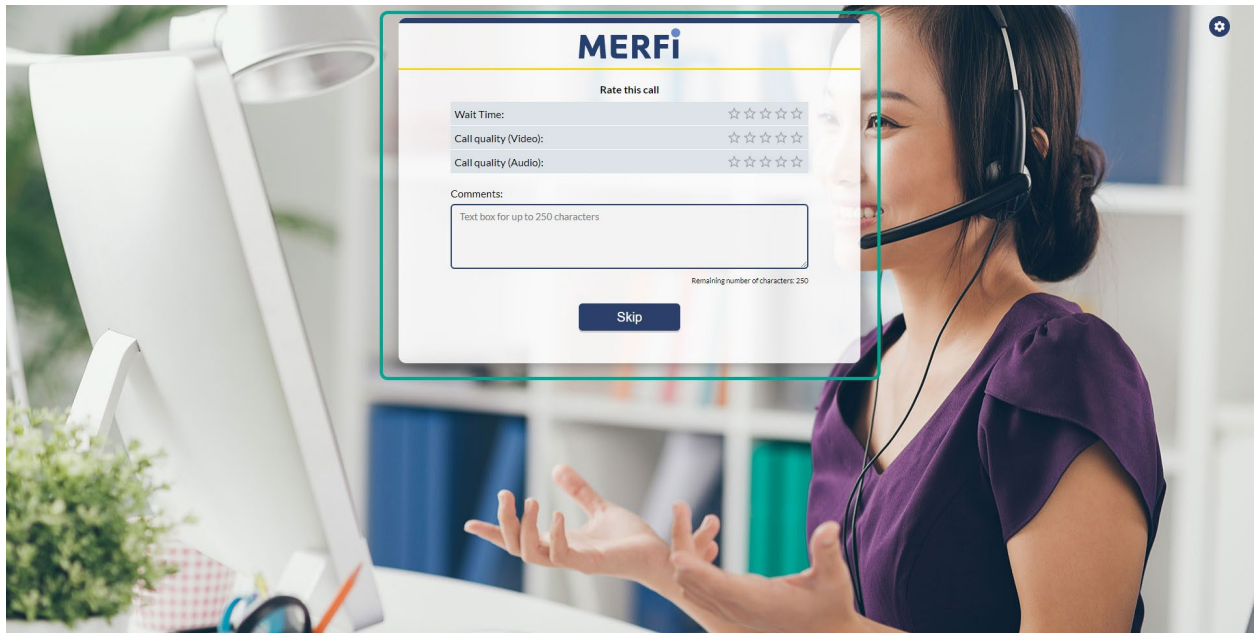 MERFi
Rate this call
Wait Time:
Call quality (Video):
Call quality (Audio):
Comments:
Text box for up to 250 characters
Remaining number of characters: 250
Skip